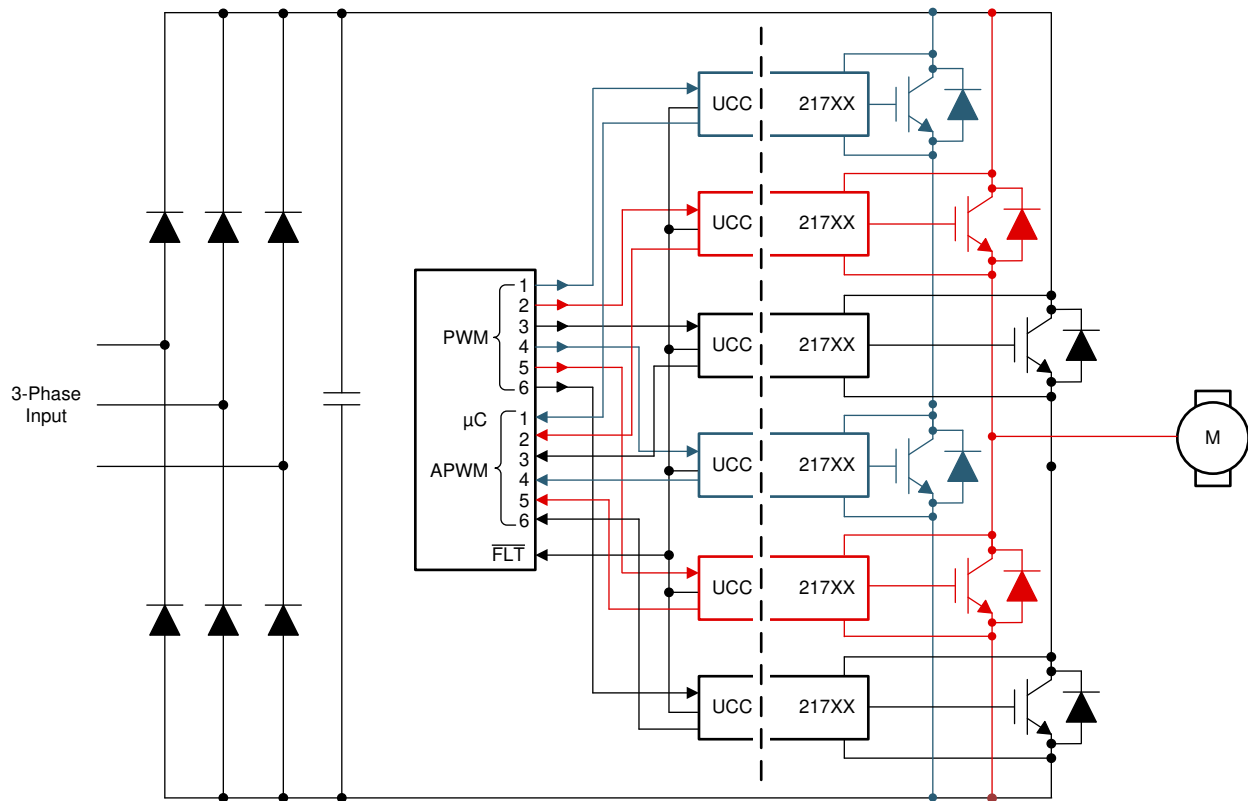 3-Phase
Input
PWM
1
2
3
4
5
6
µC
APWM
1
2
3
4
5
6
FLT
UCC 217XX
UCC 217XX
UCC 217XX
UCC 217XX
UCC 217XX
UCC 217XX
M